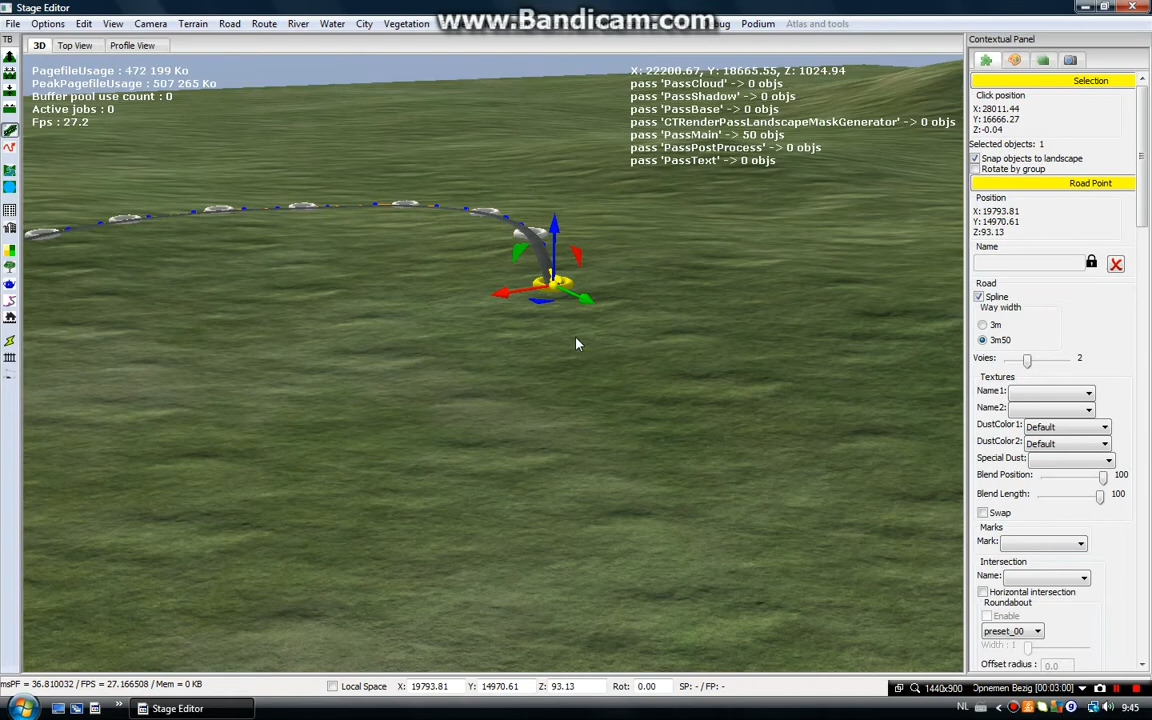 Stage Editor
www.Bandicam.com
File Options Edit View Camera Terrain Road Route River Water City Vegetation Podium Atlas and tools
TB 3D Top View Profile View Contextual Panel
PagefileUsage : 472 199 Ko
PeakPagefileUsage : 507 265 Ko
Buffer pool use count : 0
Active jobs : 0
Fps : 27.2
X: 22200.67, Y: 18665.55, Z: 1024.94
pass 'PassCloud' -> 0 objs
pass 'PassShadow' -> 0 objs
pass 'PassBase' -> 0 objs
pass 'CTRenderPassLandscapeMaskGenerator' -> 0 objs
pass 'PassMain' -> 50 objs
pass 'PassPostProcess' -> 0 objs
pass 'PassText' -> 0 objs
Selection
Click position
X: 28011.44
Y: 16666.27
Z: -0.04
Selected objects: 1
Snap objects to landscape
Rotate by group
Road Point
Position
X: 19793.81
Y: 14970.61
Z: 93.13
Name
Road
Spline
Way width
3m
3m50
Voies: 2
Textures
Name1:
Name2:
DustColor1: Default
DustColor2: Default
Special Dust:
Blend Position: 100
Blend Length: 100
Swap
Marks
Mark:
Intersection
Name:
Horizontal intersection
Roundabout
Enable
preset_00
Width : 1
Offset radius : 0.0
msPF = 36.810032 / FPS = 27.166508 / Mem = 0 KB Local Space X: 19793.81 Y: 14970.61 Z: 93.13 Rot: 0.00 SP: - / FP: -
1440x900 Opnemen Bezig [00:03:00]
Stage Editor NL 9:45